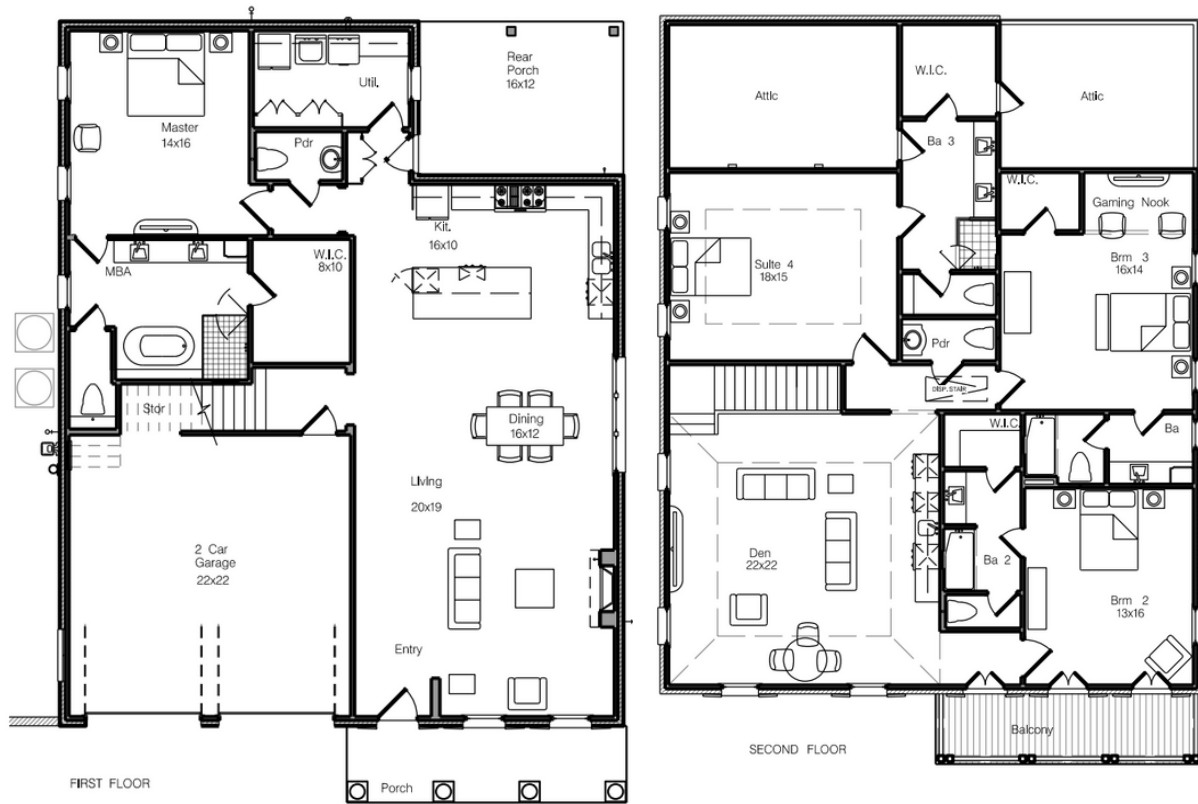 Rear
Porch
16x12
Util.
Master
14x16
Pdr
Kit.
16x10
W.I.C.
8x10
MBA
Stor
Dining
16x12
Living
20x19
2 Car
Garage
22x22
Entry
Porch
FIRST FLOOR
W.I.C.
Attic
Attic
Ba 3
W.I.C.
Gaming Nook
Suite 4
18x15
Brm 3
16x14
Pdr
DISP. STAIR
W.I.C.
Ba
Den
22x22
Ba 2
Brm 2
13x16
Balcony
SECOND FLOOR